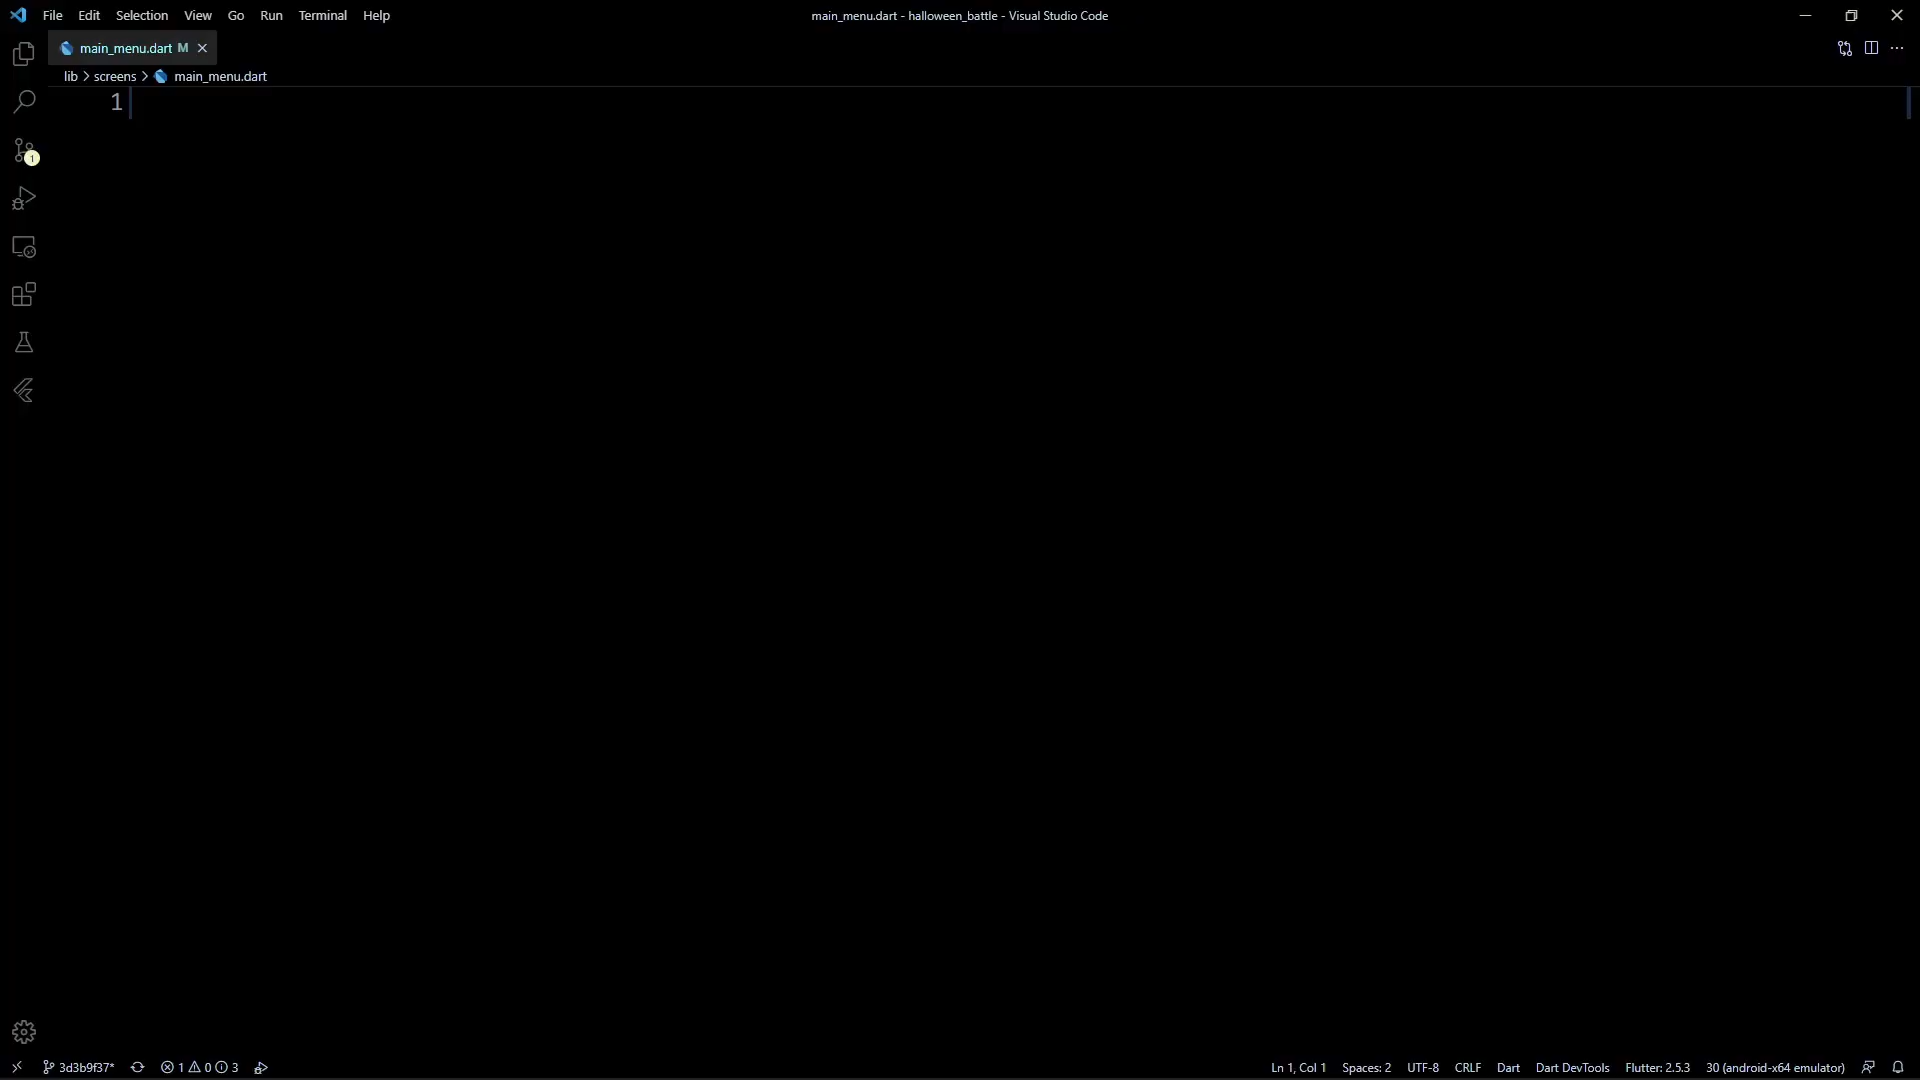 File Edit Selection View Go Run Terminal Help
main_menu.dart - halloween_battle - Visual Studio Code
main_menu.dart M
lib > screens > main_menu.dart
1
1
3d3b9f37* 1 0 3
Ln 1, Col 1 Spaces: 2 UTF-8 CRLF Dart Dart DevTools Flutter: 2.5.3 30 (android-x64 emulator)